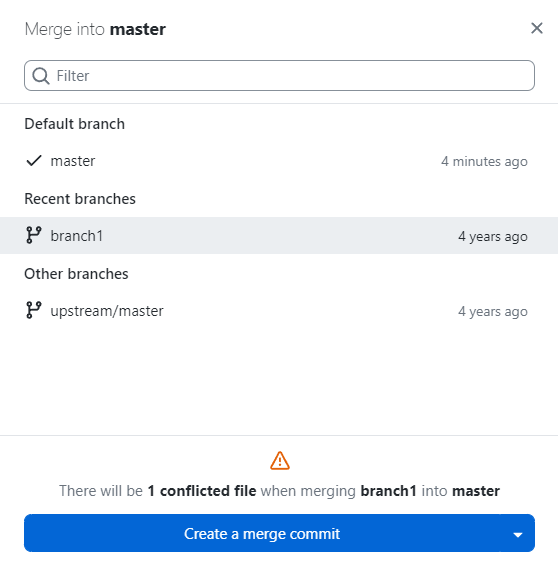 Merge into master
Filter
Default branch
master 4 minutes ago
Recent branches
branch1 4 years ago
Other branches
upstream/master 4 years ago
There will be 1 conflicted file when merging branch1 into master
Create a merge commit